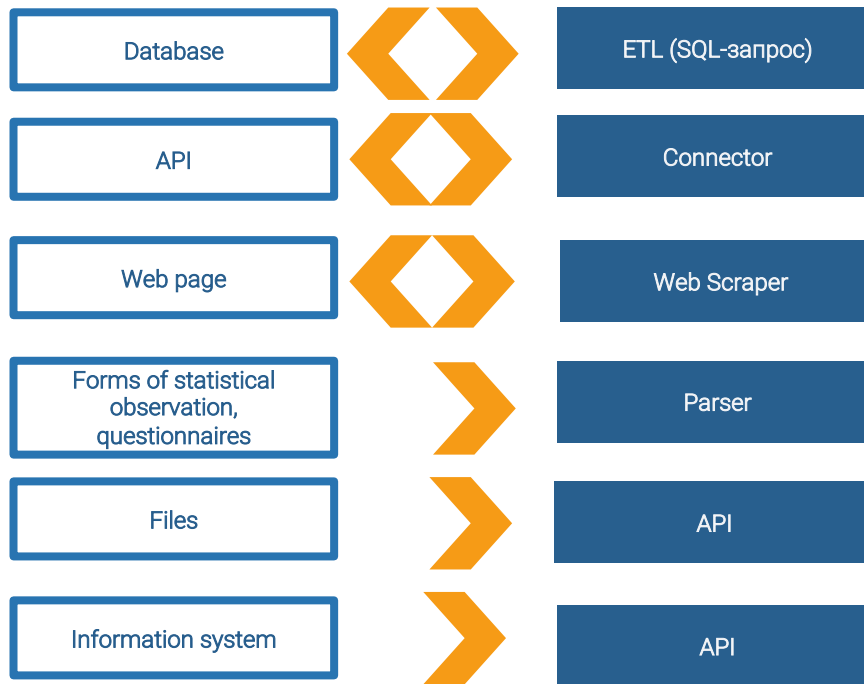 Database
ETL (SQL-запрос)
API
Connector
Web page
Web Scraper
Forms of statistical
observation,
questionnaires
Parser
Files
API
Information system
API